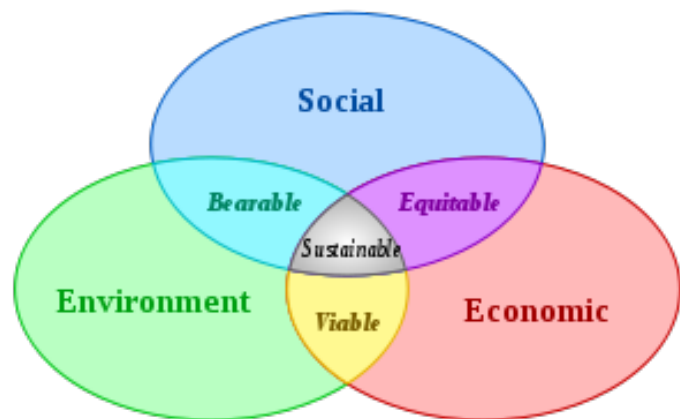 Social
Bearable
Equitable
Sustainable
Environment
Economic
Viable